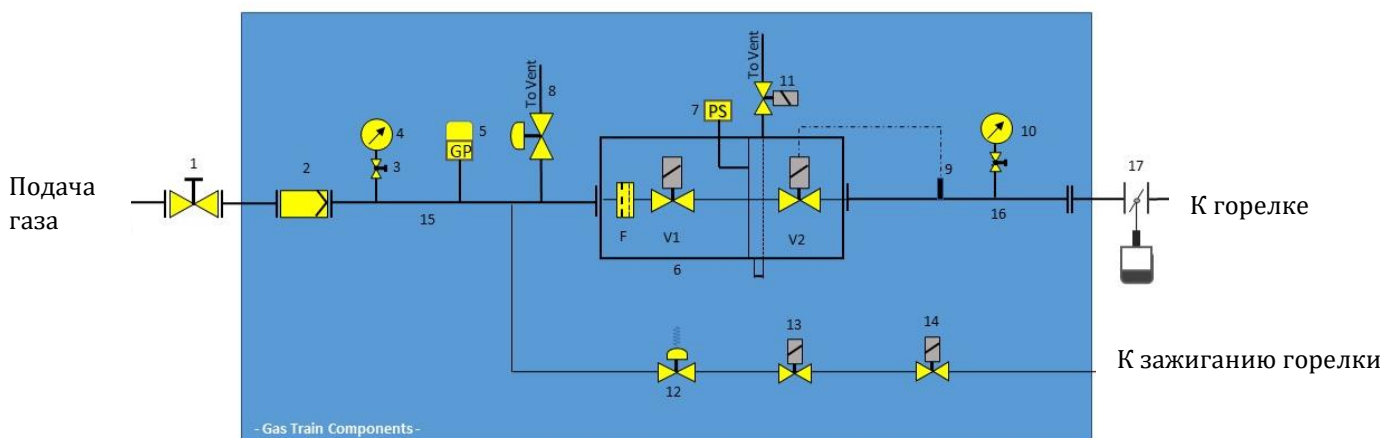 To Vent
8
To Vent
11
4
5
GP
7
PS
10
1
2
3
9
17
Подача
газа
К горелке
15
16
F
V1
V2
6
13
14
К зажиганию горелки
12
- Gas Train Components -